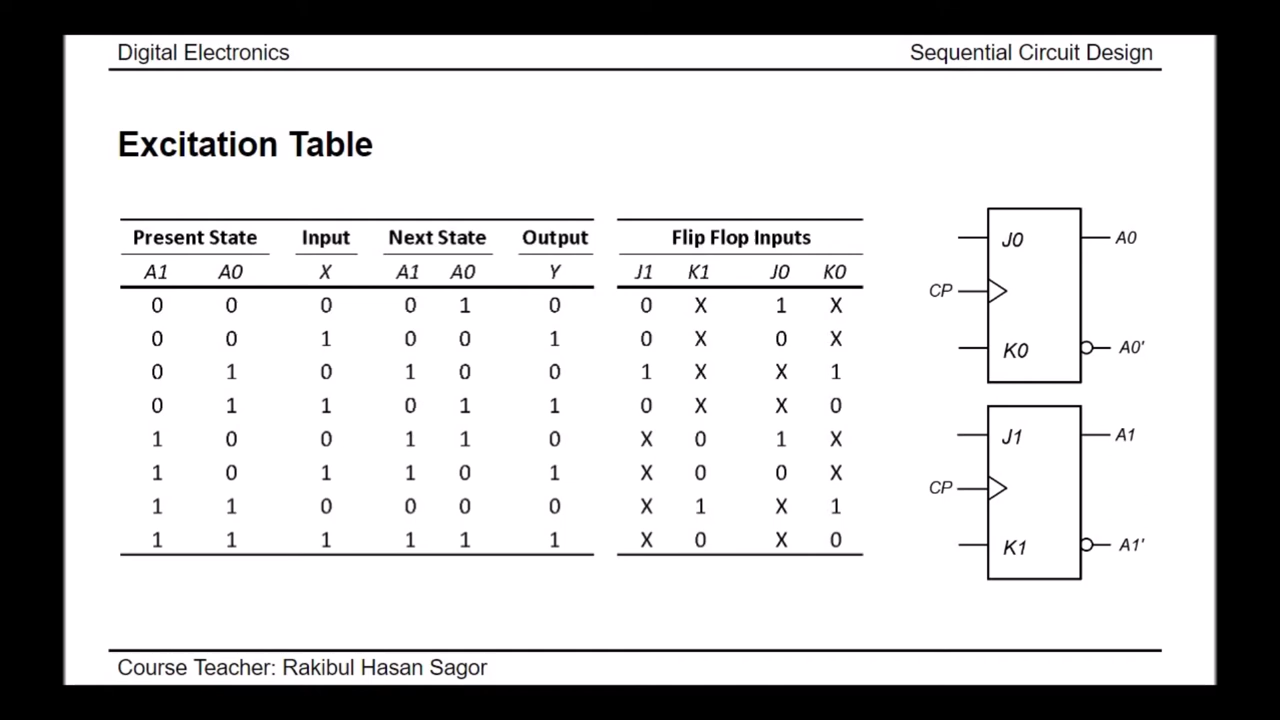 Digital Electronics Sequential Circuit Design
Excitation Table
Present State Input Next State Output Flip Flop Inputs
A1 A0 X A1 A0 Y J1 K1 J0 K0
0 0 0 0 1 0 0 X 1 X
0 0 1 0 0 1 0 X 0 X
0 1 0 1 0 0 1 X X 1
0 1 1 0 1 1 0 X X 0
1 0 0 1 1 0 X 0 1 X
1 0 1 1 0 1 X 0 0 X
1 1 0 0 0 0 X 1 X 1
1 1 1 1 1 1 X 0 X 0
J0 A0
CP
K0 A0'
J1 A1
CP
K1 A1'
Course Teacher: Rakibul Hasan Sagor